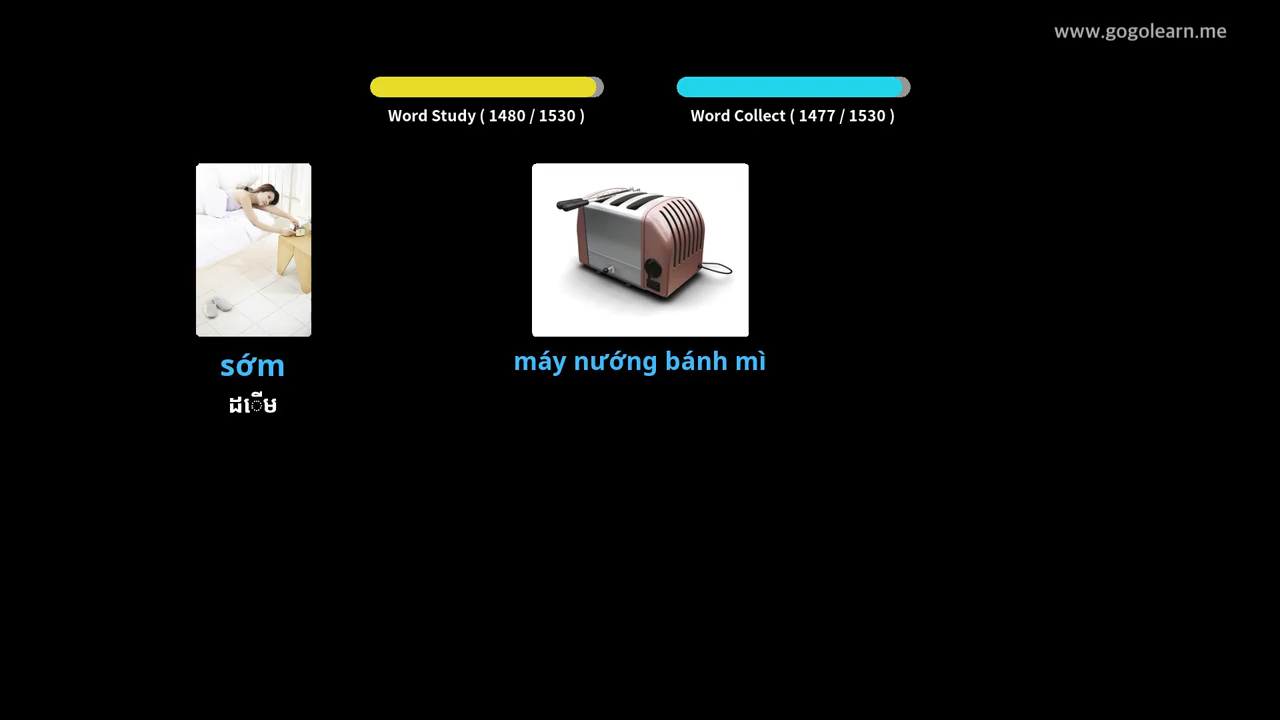 www.gogolearn.me
Word Study ( 1480 / 1530 )
Word Collect ( 1477 / 1530 )
sớm
ដើម
máy nướng bánh mì